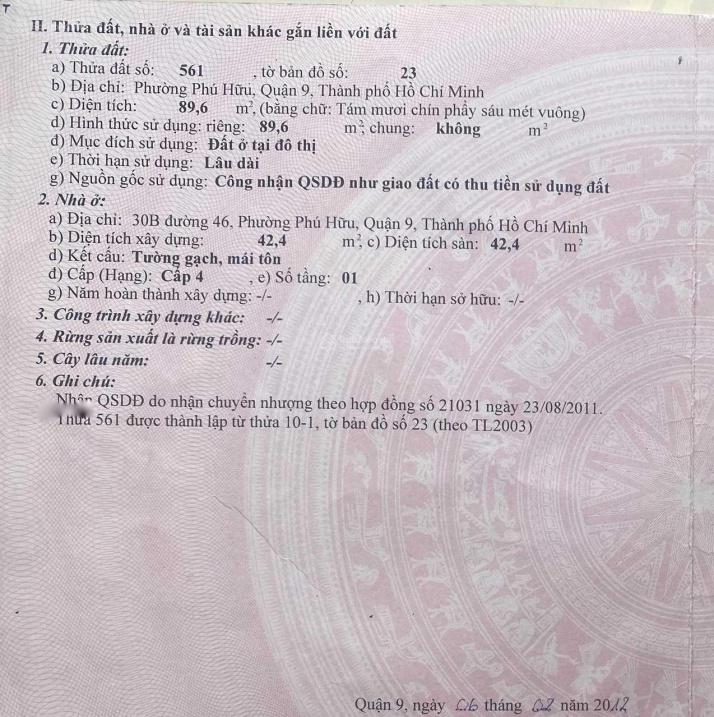 II. Thửa đất, nhà ở và tài sản khác gắn liền với đất
1. Thửa đất:
a) Thửa đất số: 561 , tờ bản đồ số: 23
b) Địa chỉ: Phường Phú Hữu, Quận 9, Thành phố Hồ Chí Minh
c) Diện tích: 89,6 m², (bằng chữ: Tám mươi chín phẩy sáu mét vuông)
d) Hình thức sử dụng: riêng: 89,6 m²; chung: không m²
đ) Mục đích sử dụng: Đất ở tại đô thị
e) Thời hạn sử dụng: Lâu dài
g) Nguồn gốc sử dụng: Công nhận QSDĐ như giao đất có thu tiền sử dụng đất
2. Nhà ở:
a) Địa chỉ: 30B đường 46, Phường Phú Hữu, Quận 9, Thành phố Hồ Chí Minh
b) Diện tích xây dựng: 42,4 m², c) Diện tích sàn: 42,4 m²
d) Kết cấu: Tường gạch, mái tôn
đ) Cấp (Hạng): Cấp 4 , e) Số tầng: 01
g) Năm hoàn thành xây dựng: -/- , h) Thời hạn sở hữu: -/-
3. Công trình xây dựng khác: -/-
4. Rừng sản xuất là rừng trồng: -/-
5. Cây lâu năm: -/-
6. Ghi chú:
Nhận QSDĐ do nhận chuyển nhượng theo hợp đồng số 21031 ngày 23/08/2011.
Thửa 561 được thành lập từ thửa 10-1, tờ bản đồ số 23 (theo TL2003)
Quận 9, ngày 06 tháng 02 năm 2012